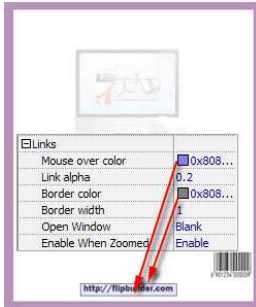 Links
Mouse over color 0x808...
Link alpha 0.2
Border color 0x808...
Border width 1
Open Window Blank
Enable When Zoomed Enable
http://flipbuilder.com